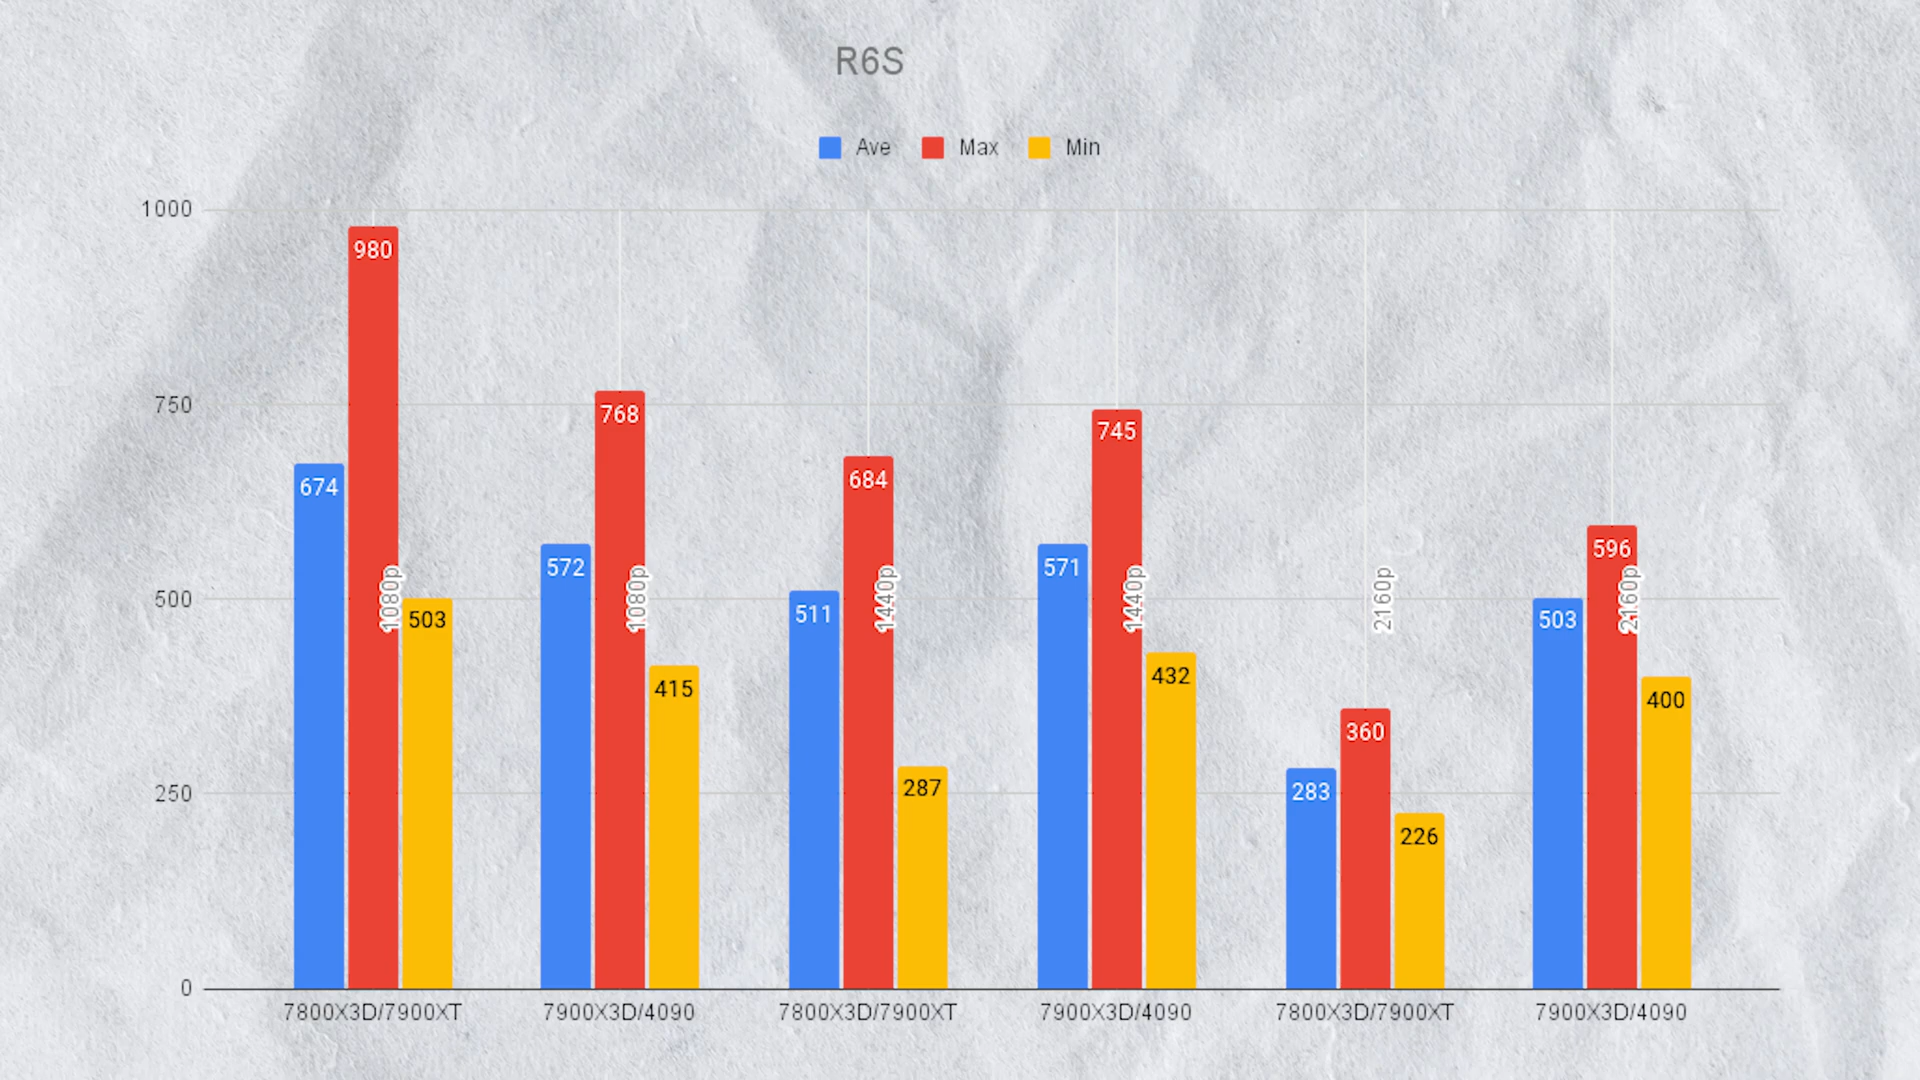 R6S
Ave Max Min
1000
750
500
250
0
674 980 503
572 768 415
511 684 287
571 745 432
283 360 226
503 596 400
1080p 1080p 1440p 1440p 2160p 2160p
7800X3D/7900XT 7900X3D/4090 7800X3D/7900XT 7900X3D/4090 7800X3D/7900XT 7900X3D/4090